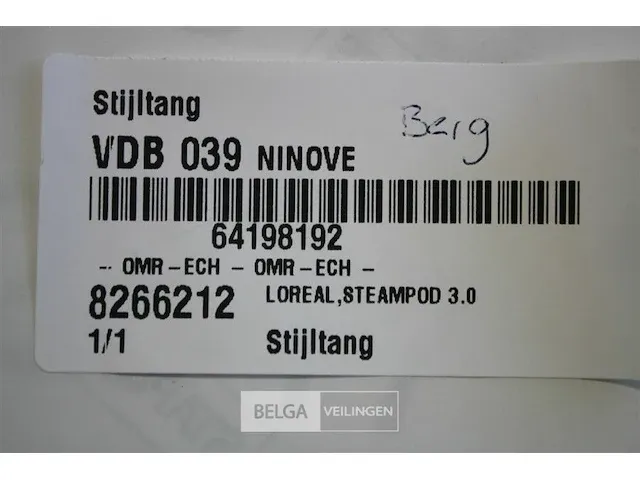 Stijltang
Berg
VDB 039 NINOVE
64198192
-- OMR-ECH - OMR-ECH -
8266212 LOREAL,STEAMPOD 3.0
1/1 Stijltang
BELGA VEILINGEN